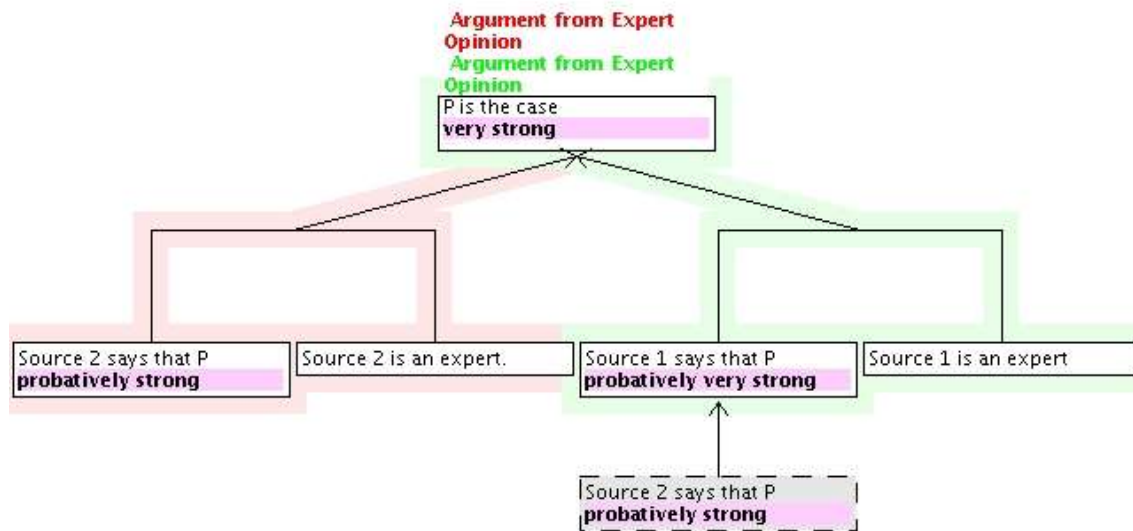 Argument from Expert
Opinion
Argument from Expert
Opinion
P is the case
very strong
Source 2 says that P
probatively strong
Source 2 is an expert.
Source 1 says that P
probatively very strong
Source 1 is an expert
Source 2 says that P
probatively strong